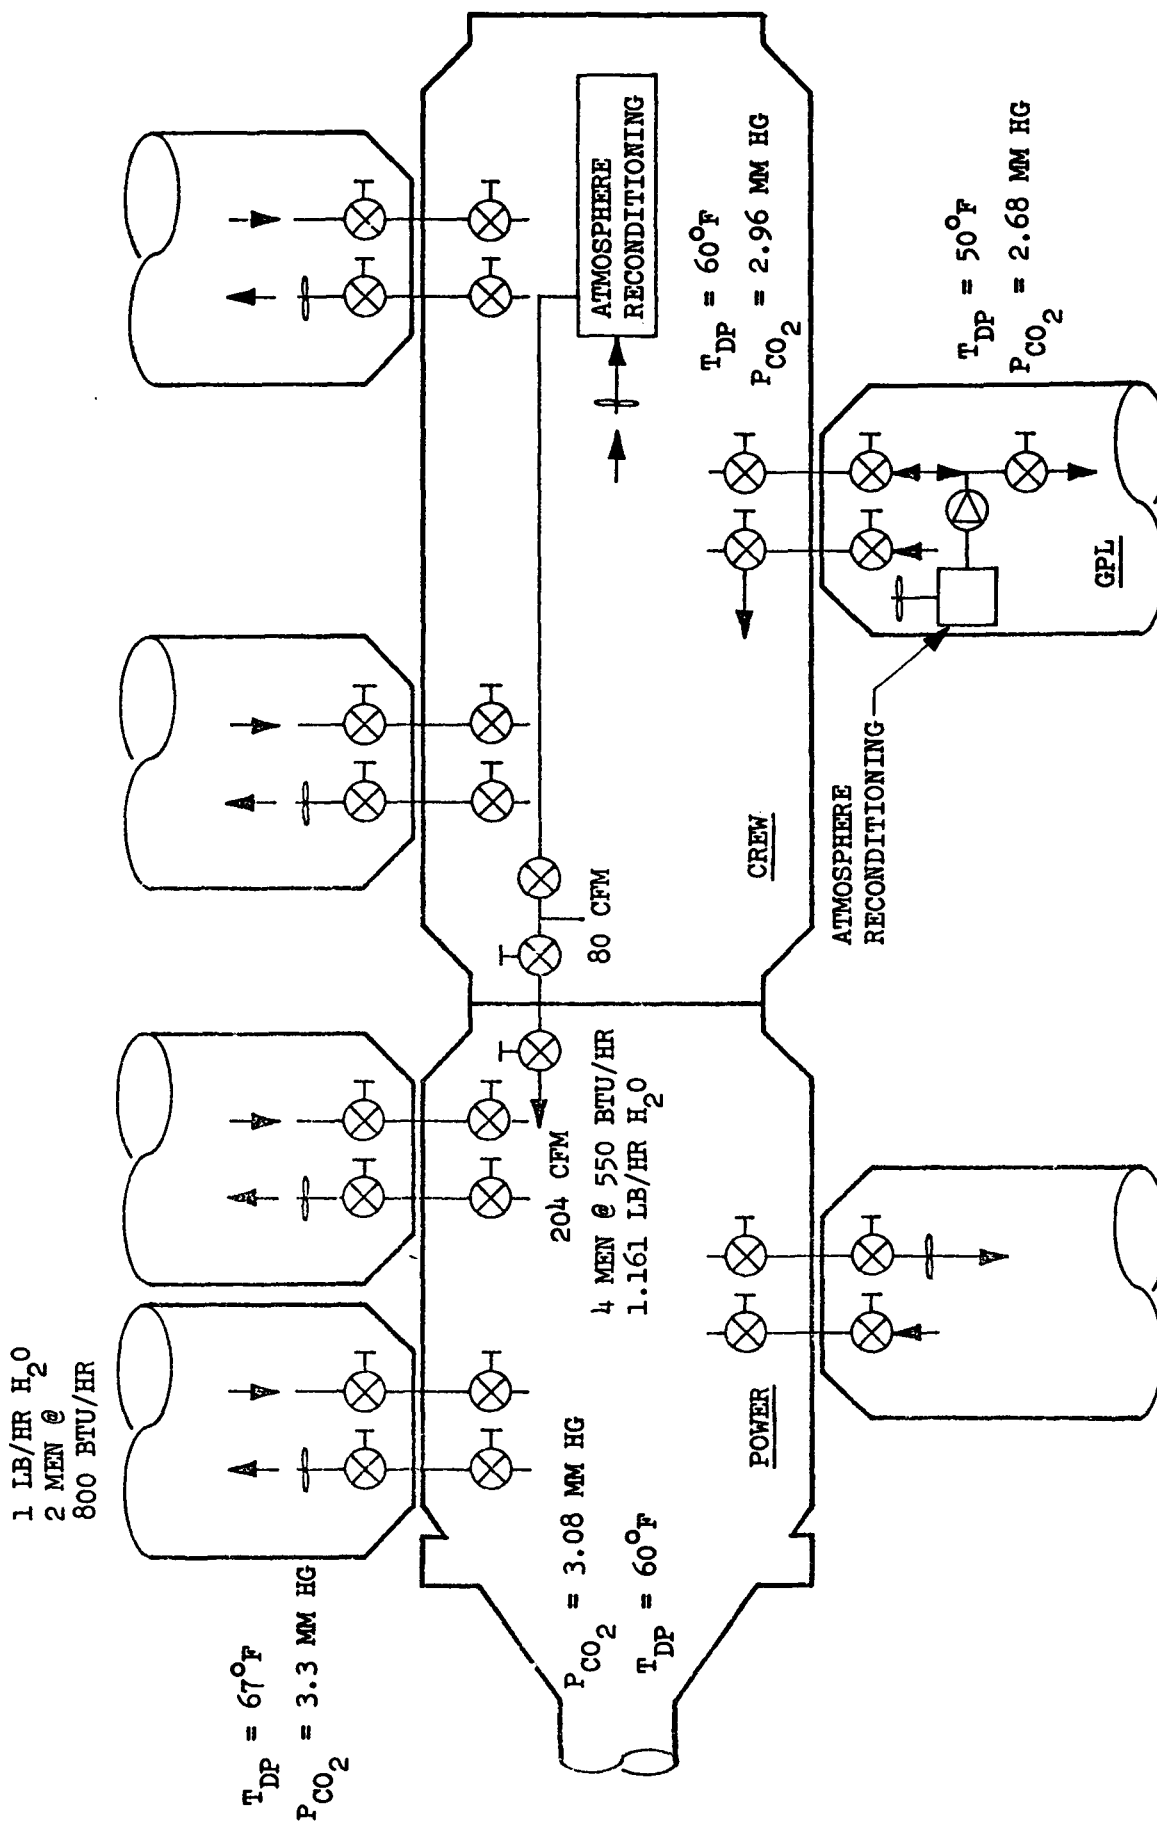 1 LB/HR H2O
2 MEN @
800 BTU/HR
TDP = 67°F
PCO2 = 3.3 MM HG
PCO2 = 3.08 MM HG
TDP = 60°F
POWER
204 CFM
4 MEN @ 550 BTU/HR
1.161 LB/HR H2O
80 CFM
CREW
ATMOSPHERE
RECONDITIONING
TDP = 60°F
PCO2 = 2.96 MM HG
ATMOSPHERE
RECONDITIONING
GPL
TDP = 50°F
PCO2 = 2.68 MM HG